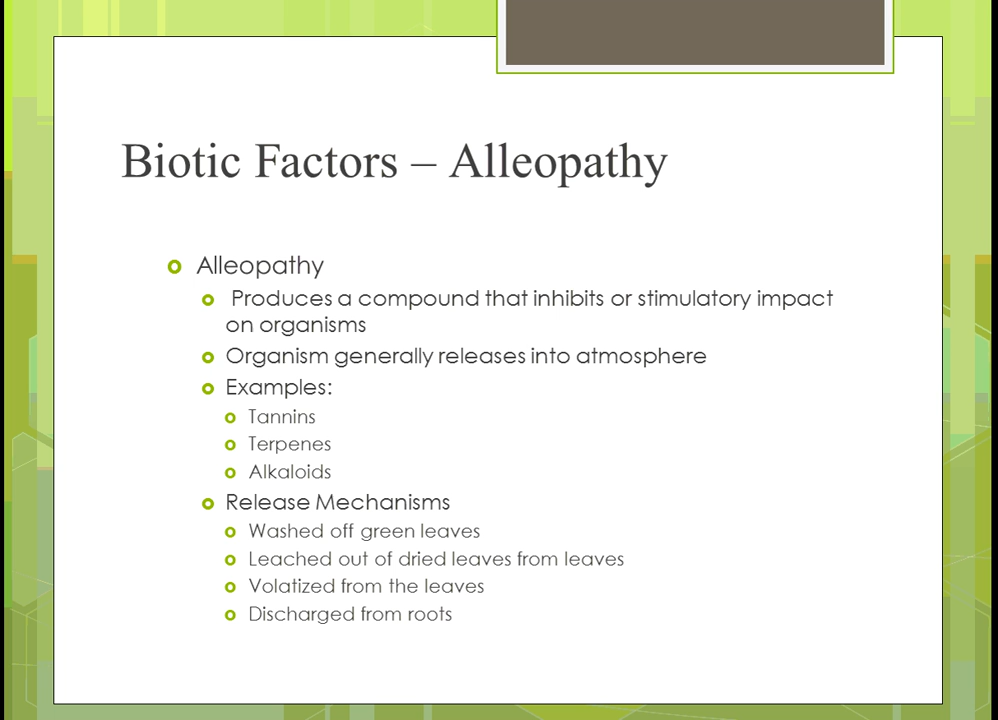 Biotic Factors – Alleopathy
Alleopathy
Produces a compound that inhibits or stimulatory impact
on organisms
Organism generally releases into atmosphere
Examples:
Tannins
Terpenes
Alkaloids
Release Mechanisms
Washed off green leaves
Leached out of dried leaves from leaves
Volatized from the leaves
Discharged from roots